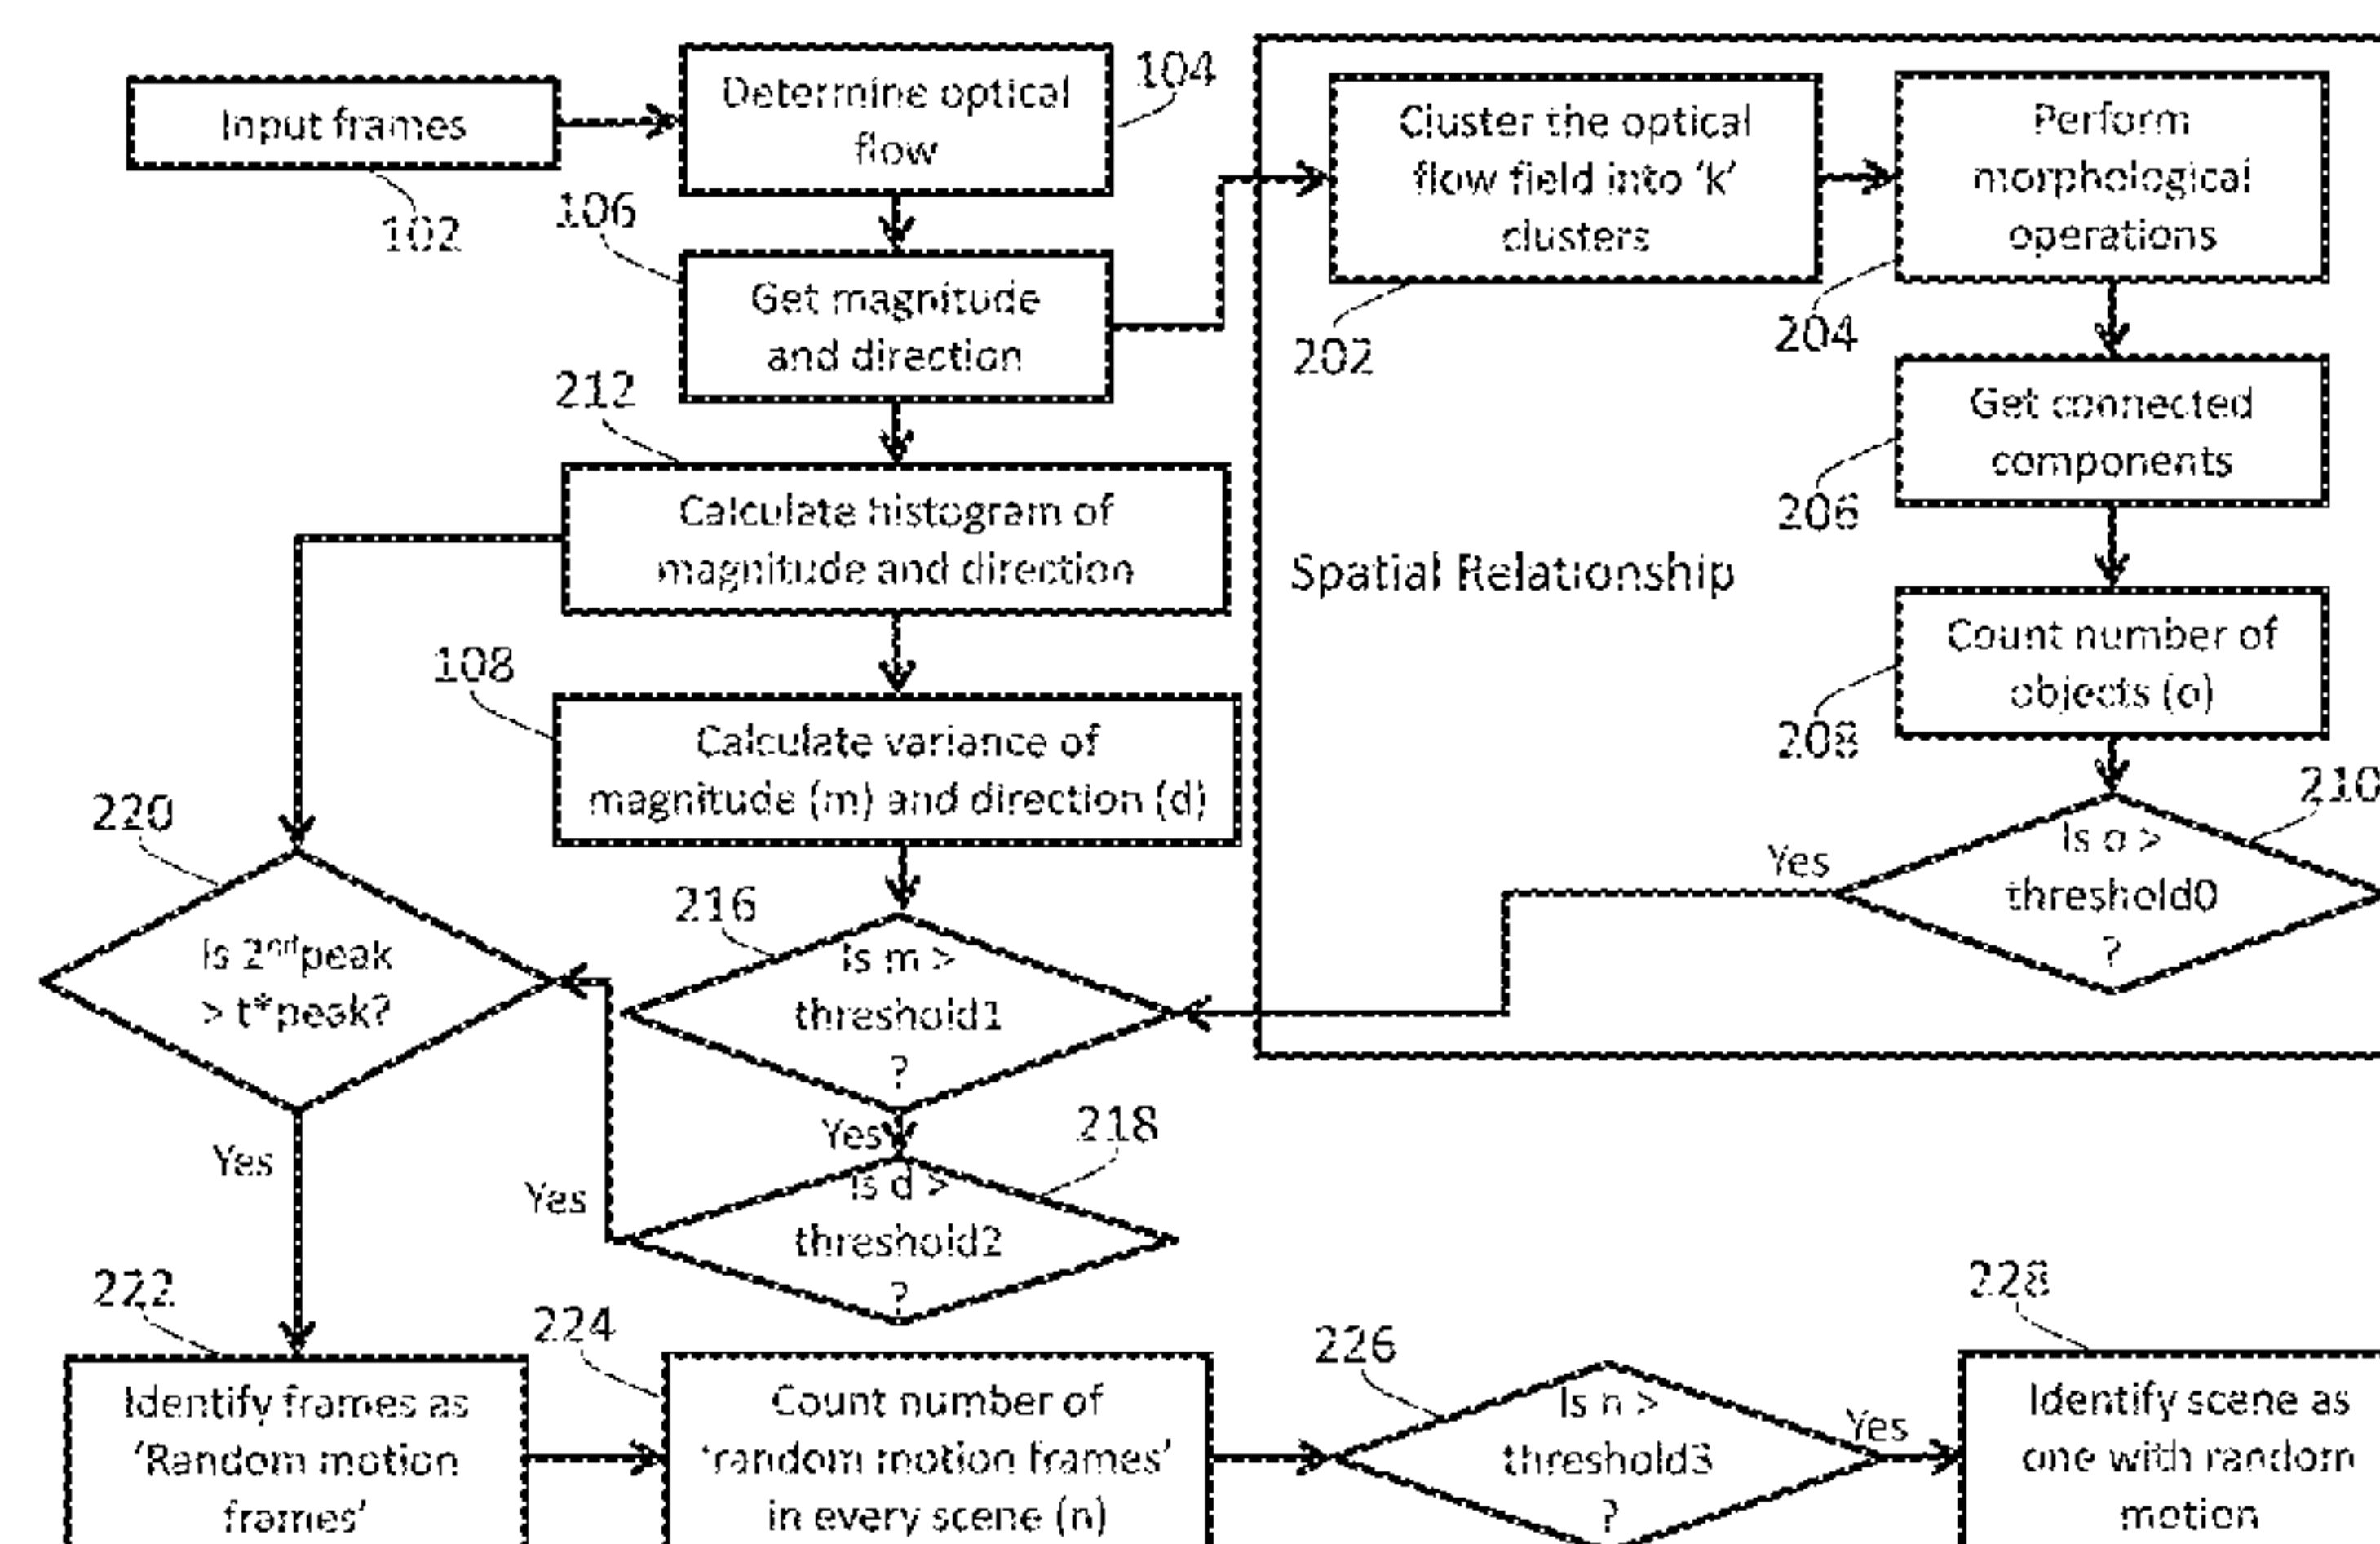 Input frames
102
Determine optical
flow
104
106
Get magnitude
and direction
212
Calculate histogram of
magnitude and direction
108
Calculate variance of
magnitude (m) and direction (d)
Cluster the optical
flow field into 'k'
clusters
202
Perform
morphological
operations
204
Get connected
components
206
Spatial Relationship
Count number of
objects (o)
208
210
Is o >
threshold0
?
Yes
220
Is 2nd peak
> t*peak?
Yes
216
Is m >
threshold1
?
Yes
218
Is d >
threshold2
?
Yes
222
Identify frames as
'Random motion
frames'
224
Count number of
'random motion frames'
in every scene (n)
226
Is n >
threshold3
?
Yes
228
Identify scene as
one with random
motion